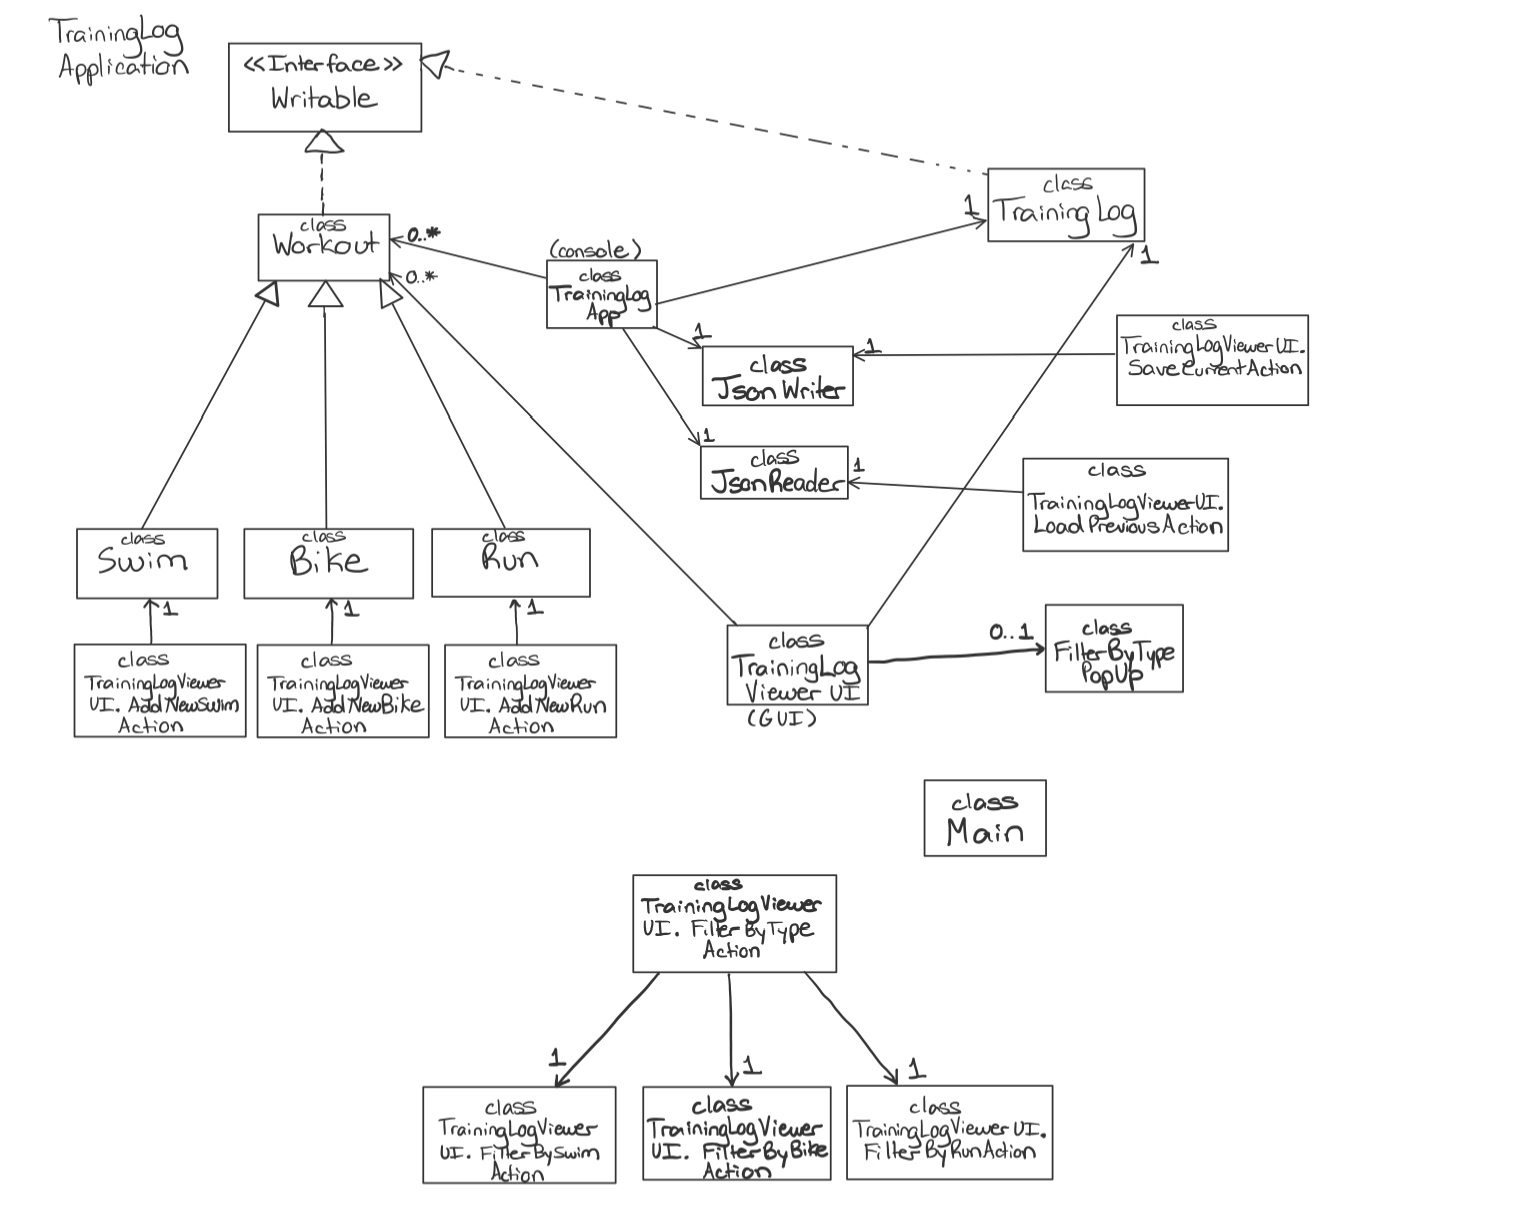 TrainingLog
Application
<<Interface>>
Writable
class
Workout
0..*
0..*
(console)
class
TrainingLog
App
1
class
Training Log
1
1
class
Json Writer
1
class
TrainingLogViewerUI.
SaveCurrentAction
1
class
JsonReader
1
class
TrainingLogViewerUI.
LoadPreviousAction
class
Swim
class
Bike
class
Run
1
1
1
class
TrainingLogViewer
UI. AddNewSwim
Action
class
TrainingLogViewer
UI. AddNewBike
Action
class
TrainingLogViewer
UI. AddNewRun
Action
class
TrainingLog
Viewer UI
(GUI)
0..1
class
FilterByType
PopUp
class
Main
class
TrainingLogViewer
UI. FilterByType
Action
1
1
1
class
TrainingLogViewer
UI. FilterBySwim
Action
class
TrainingLogViewer
UI. FilterByBike
Action
class
TrainingLogViewer UI.
FilterByRunAction